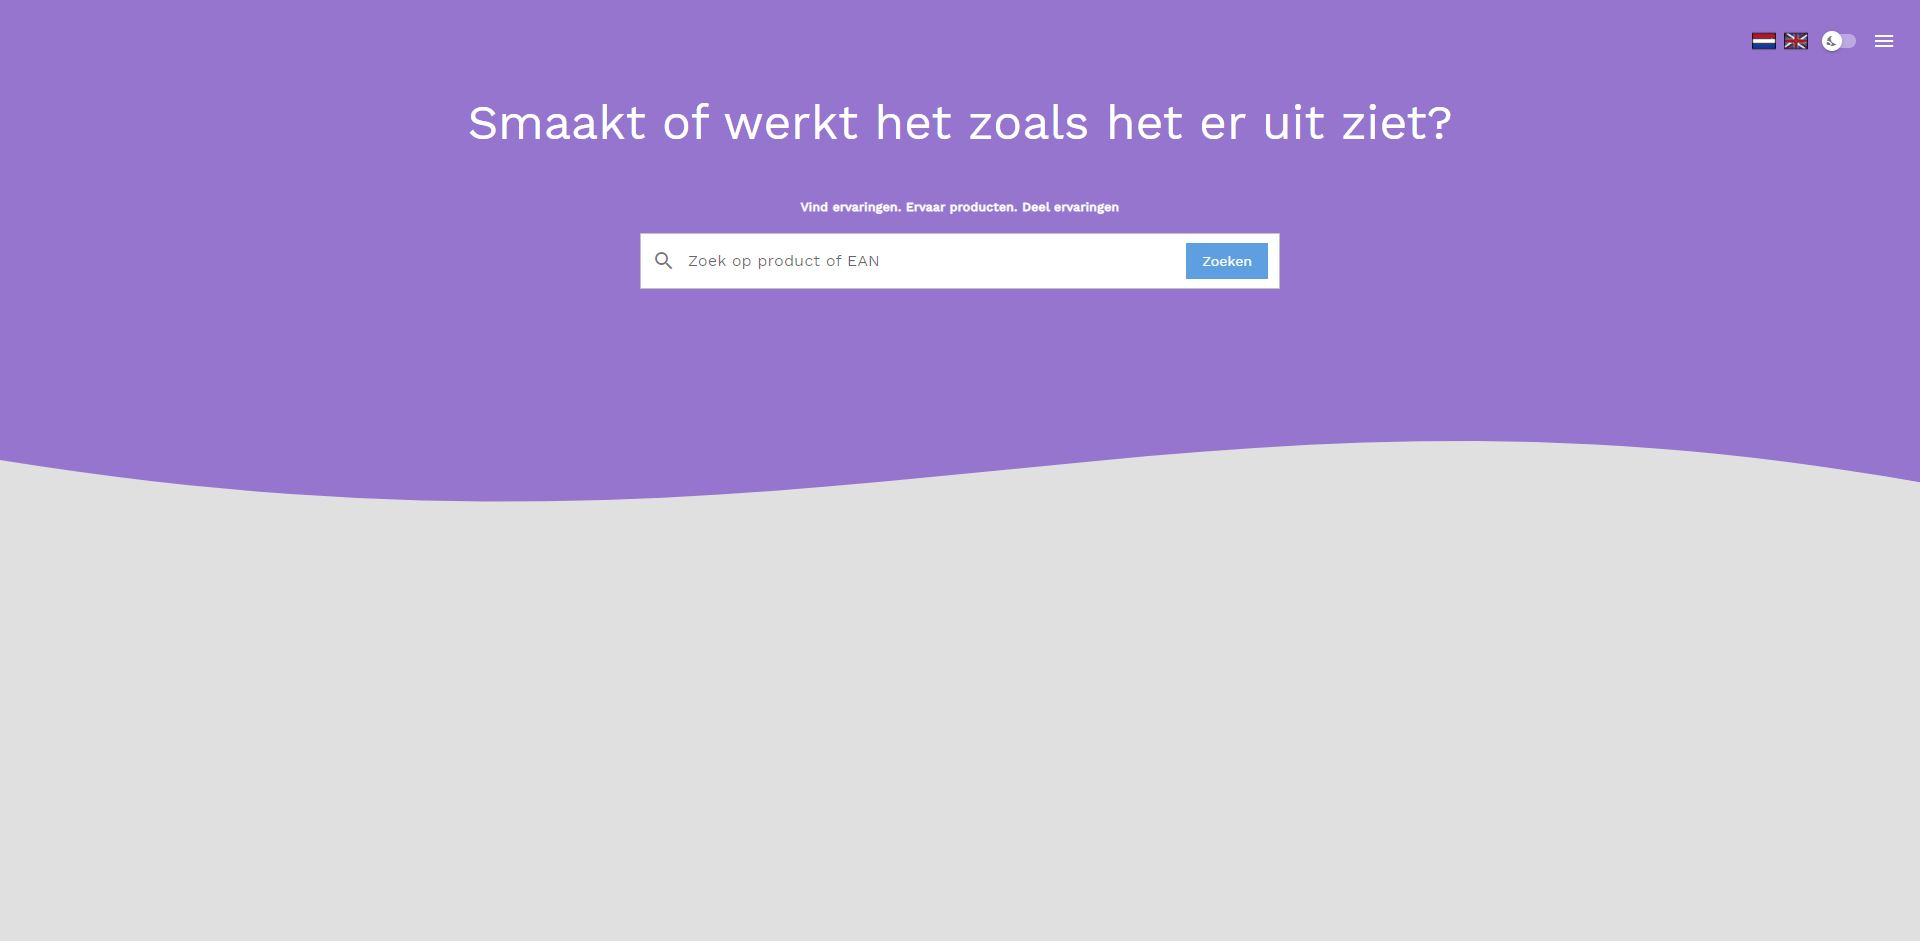 Smaakt of werkt het zoals het er uit ziet?
Vind ervaringen. Ervaar producten. Deel ervaringen
Zoek op product of EAN
Zoeken